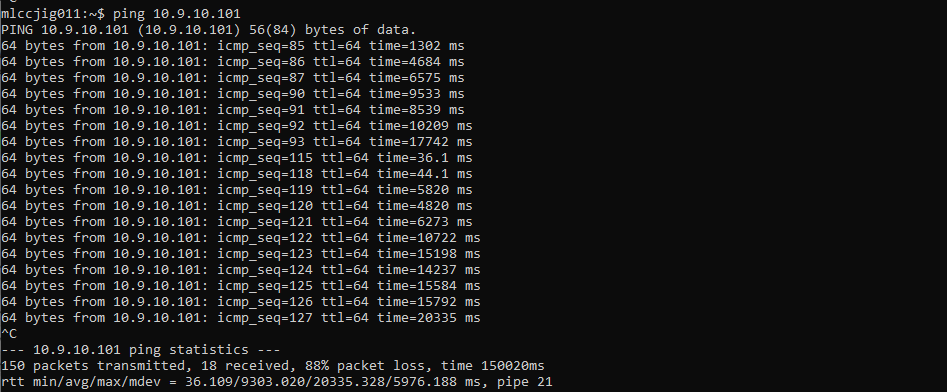 mlccjig011:~$ ping 10.9.10.101
PING 10.9.10.101 (10.9.10.101) 56(84) bytes of data.
64 bytes from 10.9.10.101: icmp_seq=85 ttl=64 time=1302 ms
64 bytes from 10.9.10.101: icmp_seq=86 ttl=64 time=4684 ms
64 bytes from 10.9.10.101: icmp_seq=87 ttl=64 time=6575 ms
64 bytes from 10.9.10.101: icmp_seq=90 ttl=64 time=9533 ms
64 bytes from 10.9.10.101: icmp_seq=91 ttl=64 time=8539 ms
64 bytes from 10.9.10.101: icmp_seq=92 ttl=64 time=10209 ms
64 bytes from 10.9.10.101: icmp_seq=93 ttl=64 time=17742 ms
64 bytes from 10.9.10.101: icmp_seq=115 ttl=64 time=36.1 ms
64 bytes from 10.9.10.101: icmp_seq=118 ttl=64 time=44.1 ms
64 bytes from 10.9.10.101: icmp_seq=119 ttl=64 time=5820 ms
64 bytes from 10.9.10.101: icmp_seq=120 ttl=64 time=4820 ms
64 bytes from 10.9.10.101: icmp_seq=121 ttl=64 time=6273 ms
64 bytes from 10.9.10.101: icmp_seq=122 ttl=64 time=10722 ms
64 bytes from 10.9.10.101: icmp_seq=123 ttl=64 time=15198 ms
64 bytes from 10.9.10.101: icmp_seq=124 ttl=64 time=14237 ms
64 bytes from 10.9.10.101: icmp_seq=125 ttl=64 time=15584 ms
64 bytes from 10.9.10.101: icmp_seq=126 ttl=64 time=15792 ms
64 bytes from 10.9.10.101: icmp_seq=127 ttl=64 time=20335 ms
^C
--- 10.9.10.101 ping statistics ---
150 packets transmitted, 18 received, 88% packet loss, time 150020ms
rtt min/avg/max/mdev = 36.109/9303.020/20335.328/5976.188 ms, pipe 21